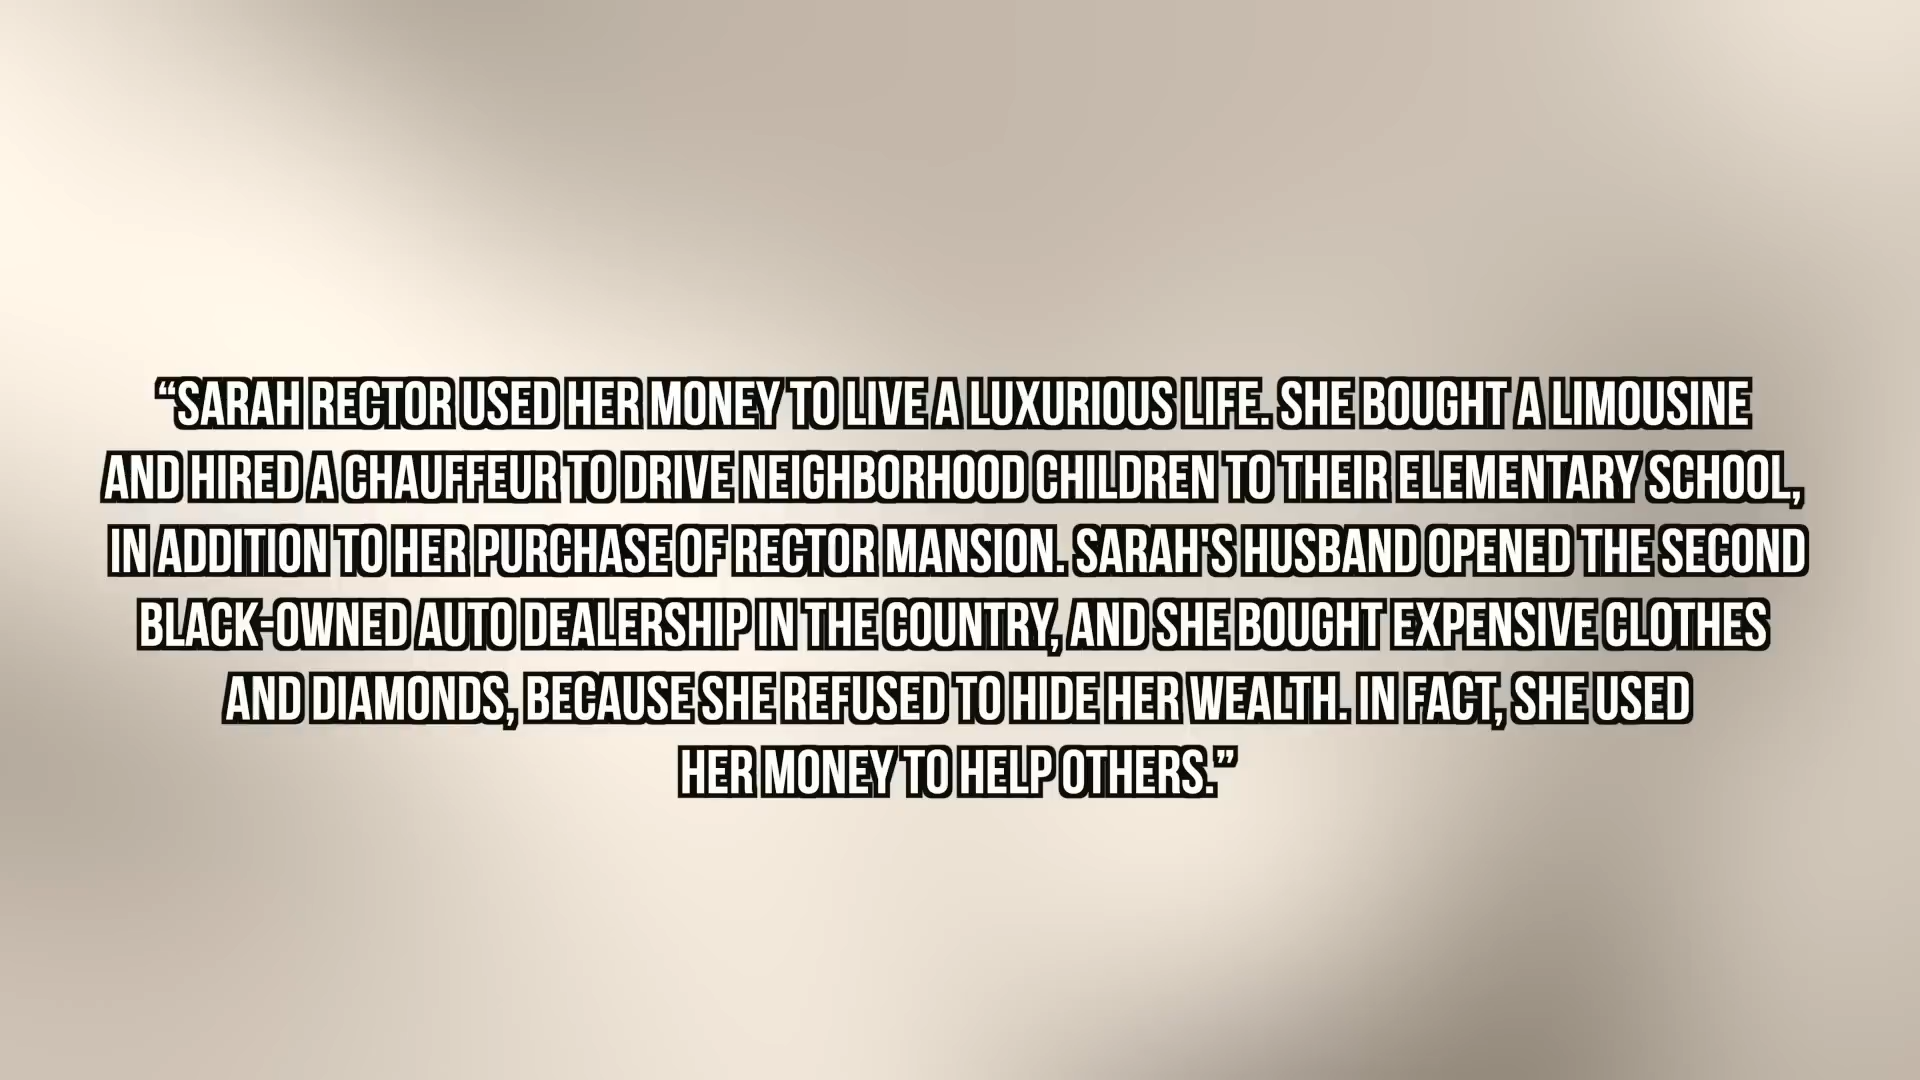 “SARAH RECTOR USED HER MONEY TO LIVE A LUXURIOUS LIFE. SHE BOUGHT A LIMOUSINE
AND HIRED A CHAUFFEUR TO DRIVE NEIGHBORHOOD CHILDREN TO THEIR ELEMENTARY SCHOOL,
IN ADDITION TO HER PURCHASE OF RECTOR MANSION. SARAH'S HUSBAND OPENED THE SECOND
BLACK-OWNED AUTO DEALERSHIP IN THE COUNTRY, AND SHE BOUGHT EXPENSIVE CLOTHES
AND DIAMONDS, BECAUSE SHE REFUSED TO HIDE HER WEALTH. IN FACT, SHE USED
HER MONEY TO HELP OTHERS.”